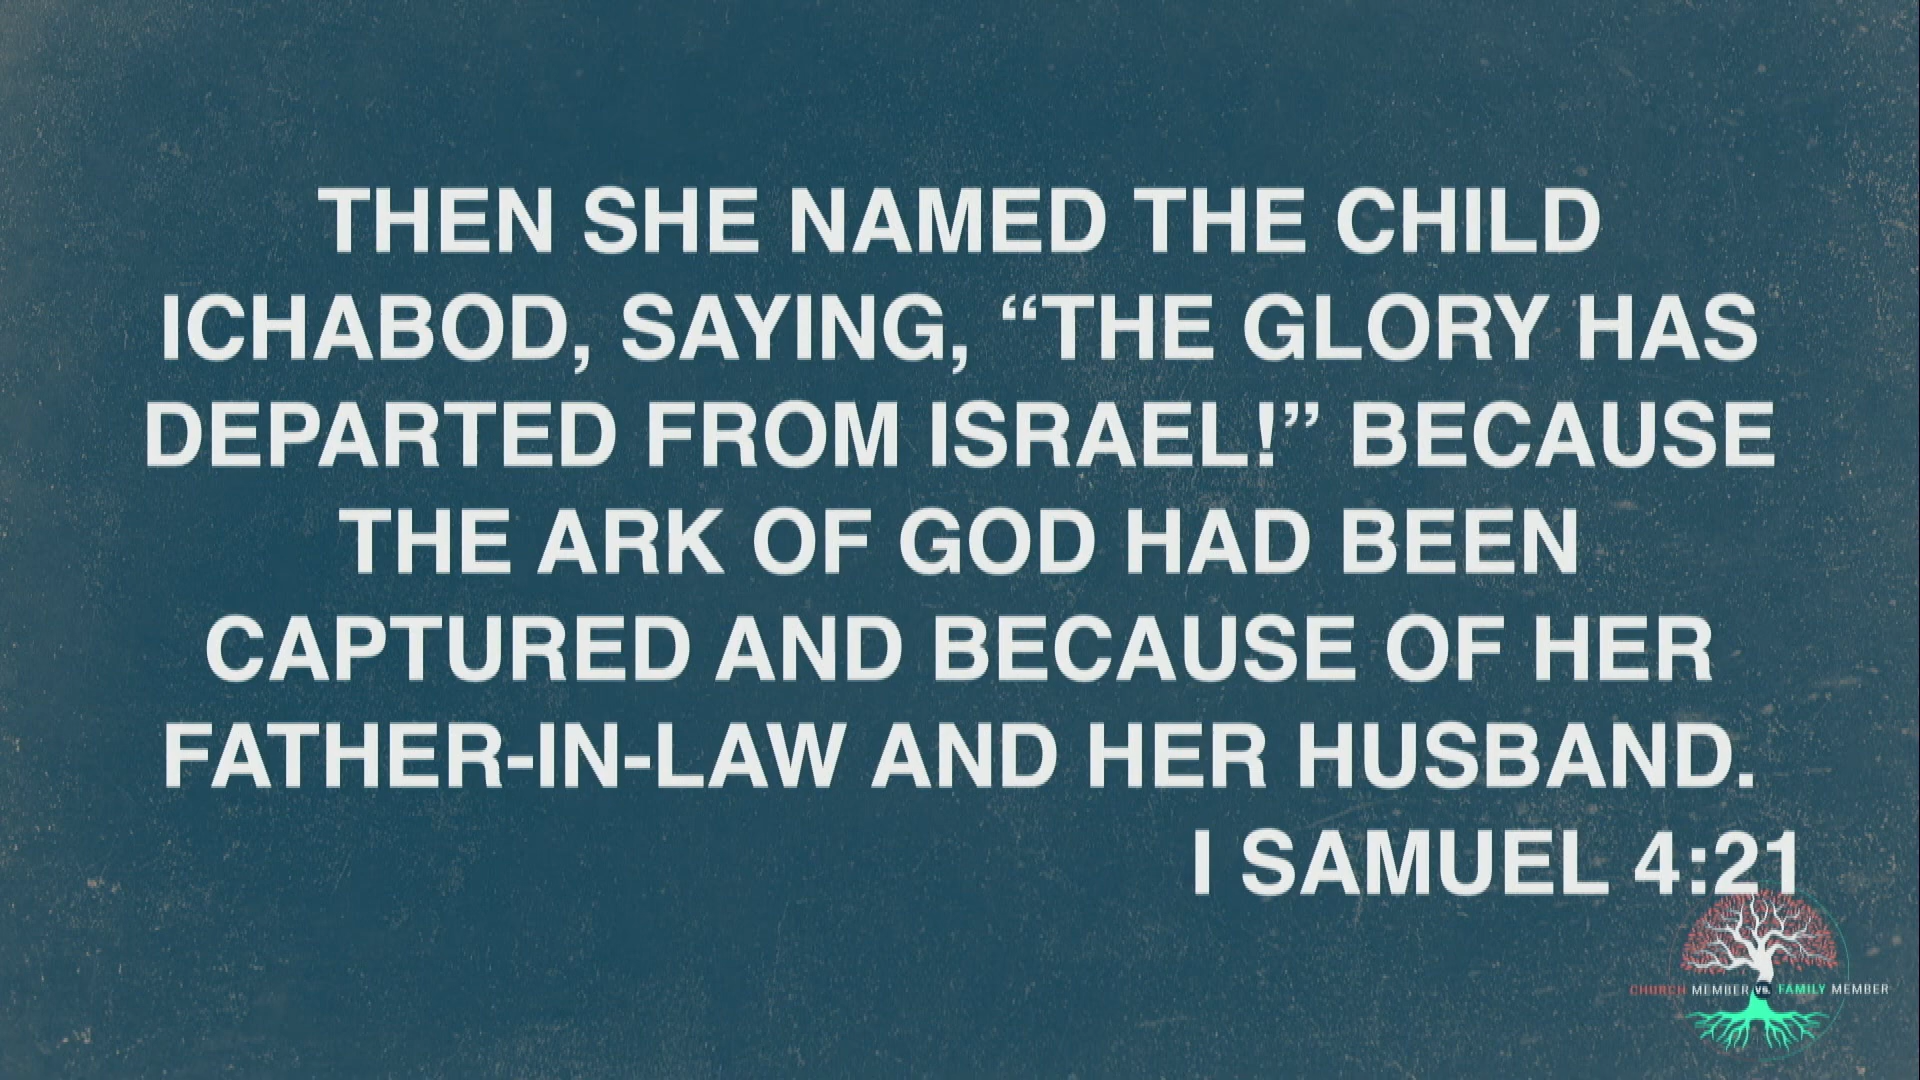 THEN SHE NAMED THE CHILD
ICHABOD, SAYING, “THE GLORY HAS
DEPARTED FROM ISRAEL!” BECAUSE
THE ARK OF GOD HAD BEEN
CAPTURED AND BECAUSE OF HER
FATHER-IN-LAW AND HER HUSBAND.
I SAMUEL 4:21
CHURCH MEMBER VS. FAMILY MEMBER